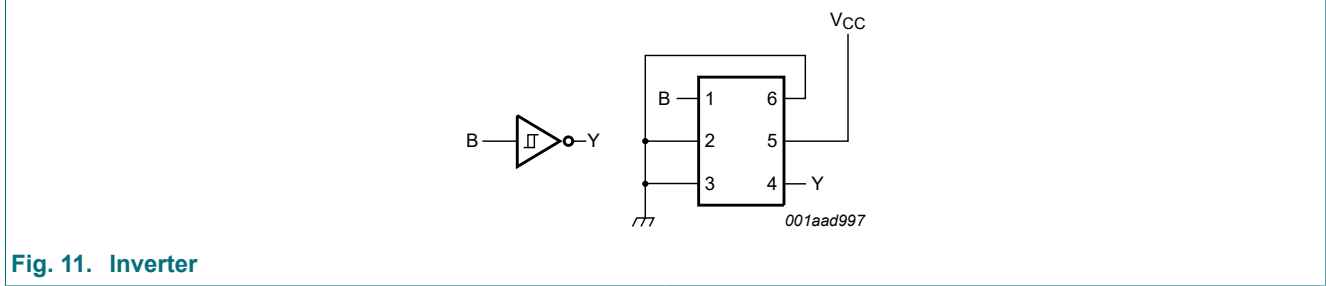 VCC
B 1 6
B Y 2 5
3 4 Y
001aad997
Fig. 11. Inverter